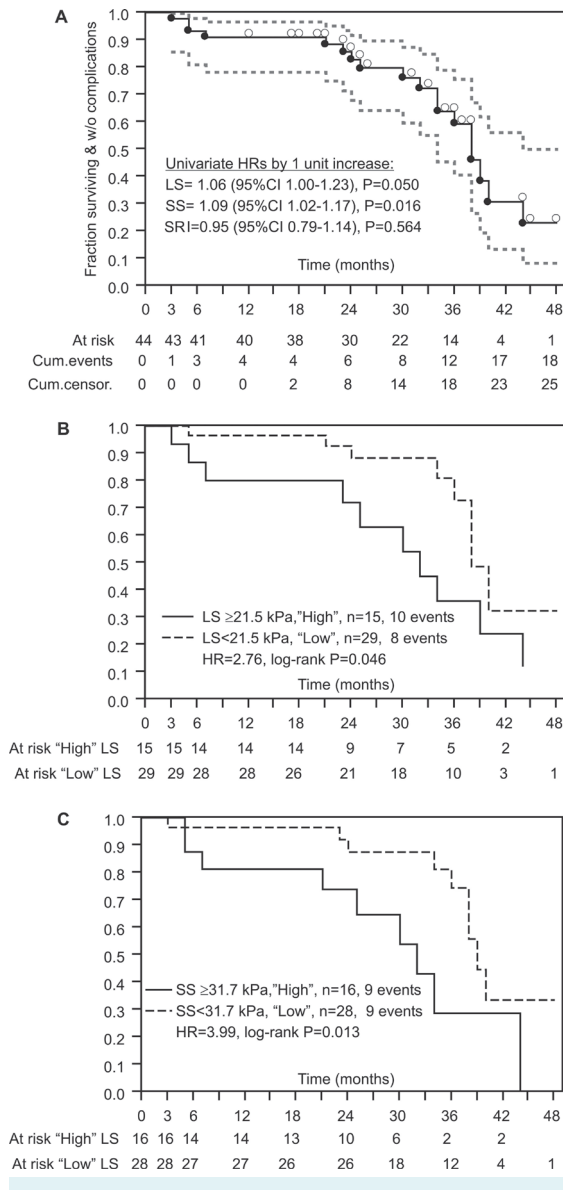 A
Fraction surviving & w/o complications
1.0
0.9
0.8
0.7
0.6
0.5
0.4
0.3
0.2
0.1
0.0
Univariate HRs by 1 unit increase:
LS= 1.06 (95%CI 1.00-1.23), P=0.050
SS= 1.09 (95%CI 1.02-1.17), P=0.016
SRI=0.95 (95%CI 0.79-1.14), P=0.564
Time (months)
0 3 6 12 18 24 30 36 42 48
At risk 44 43 41 40 38 30 22 14 4 1
Cum.events 0 1 3 4 4 6 8 12 17 18
Cum.censor. 0 0 0 0 2 8 14 18 23 25
B
1.0
0.9
0.8
0.7
0.6
0.5
0.4
0.3
0.2
0.1
0.0
LS ≥21.5 kPa,"High", n=15, 10 events
LS<21.5 kPa, “Low”, n=29, 8 events
HR=2.76, log-rank P=0.046
Time (months)
0 3 6 12 18 24 30 36 42 48
At risk “High” LS 15 15 14 14 14 9 7 5 2
At risk “Low” LS 29 29 28 28 26 21 18 10 3 1
C
1.0
0.9
0.8
0.7
0.6
0.5
0.4
0.3
0.2
0.1
0.0
SS ≥31.7 kPa,"High", n=16, 9 events
SS<31.7 kPa, “Low”, n=28, 9 events
HR=3.99, log-rank P=0.013
Time (months)
0 3 6 12 18 24 30 36 42 48
At risk “High” LS 16 16 14 14 13 10 6 2 2
At risk “Low” LS 28 28 27 27 26 26 18 12 4 1